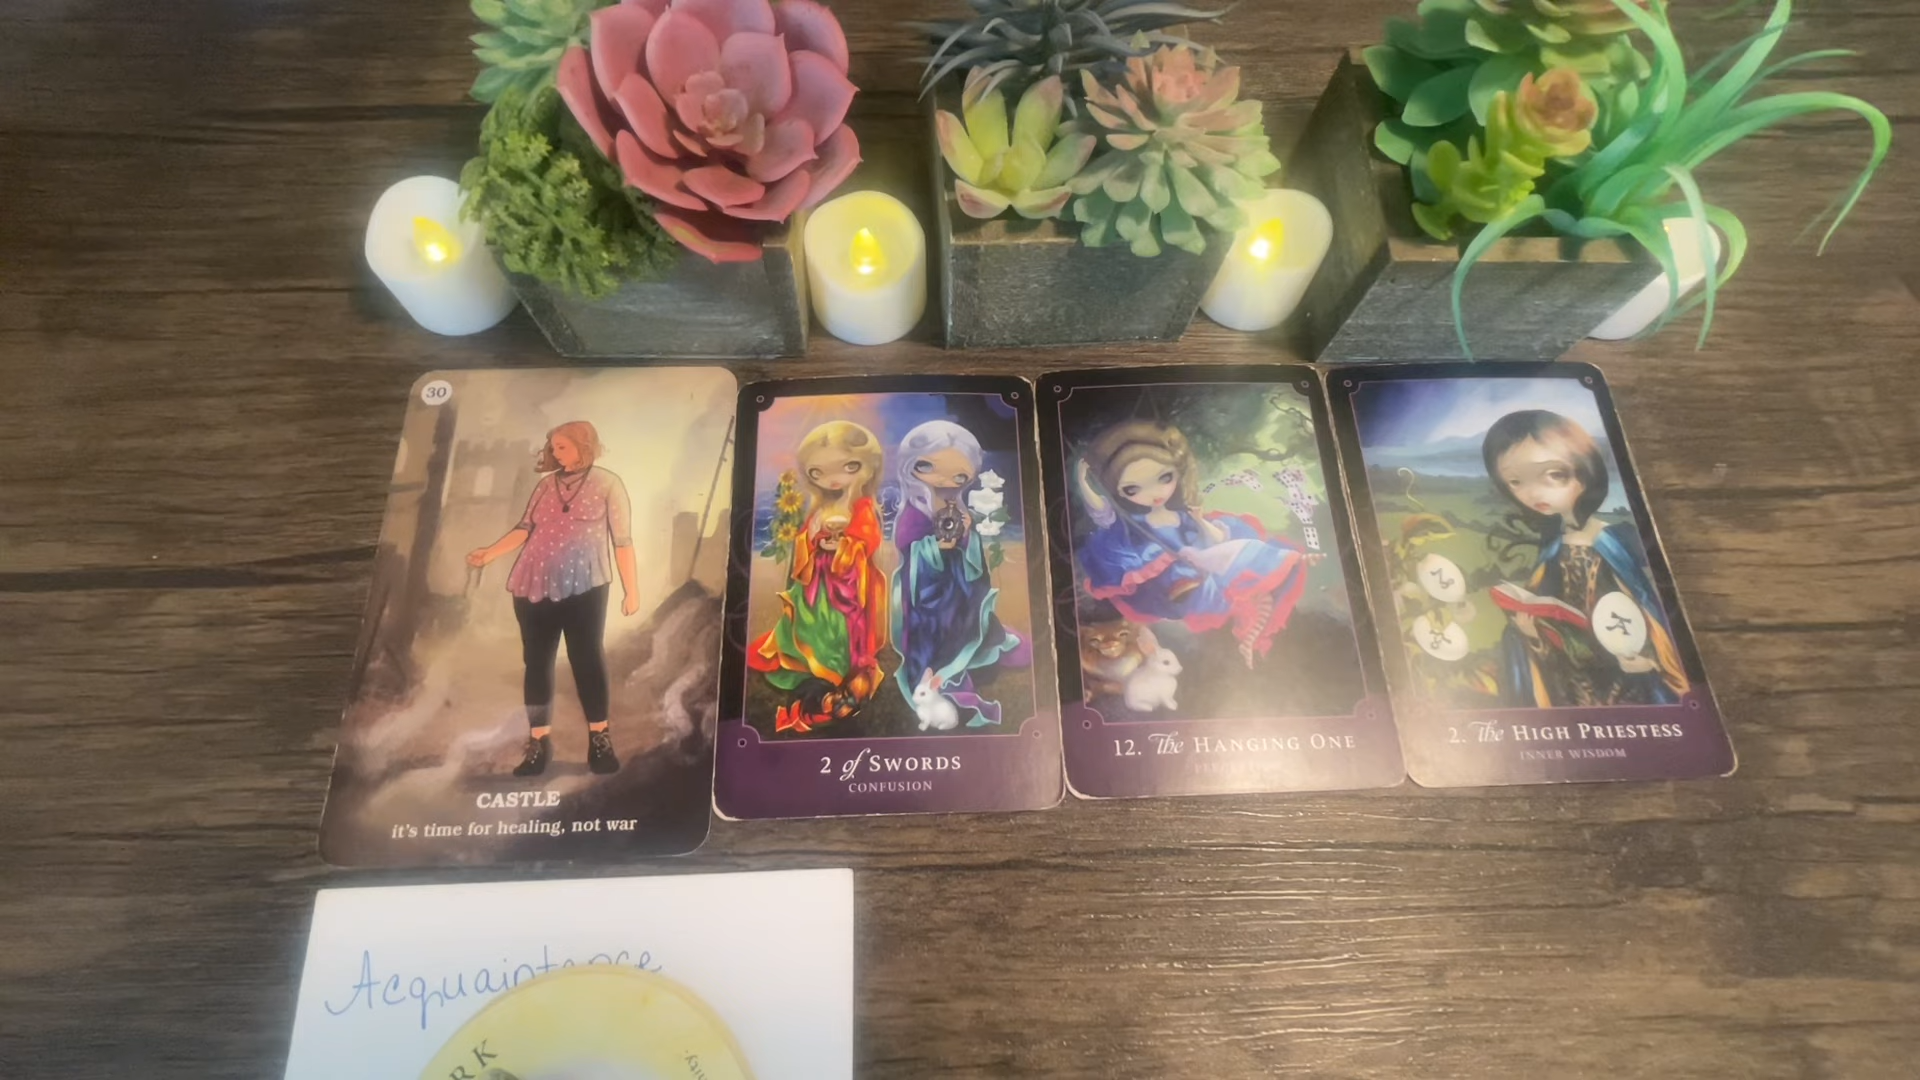 30
CASTLE
it's time for healing, not war
2 of SWORDS
CONFUSION
12. The HANGING ONE
2. The HIGH PRIESTESS
INNER WISDOM
Acquaintance